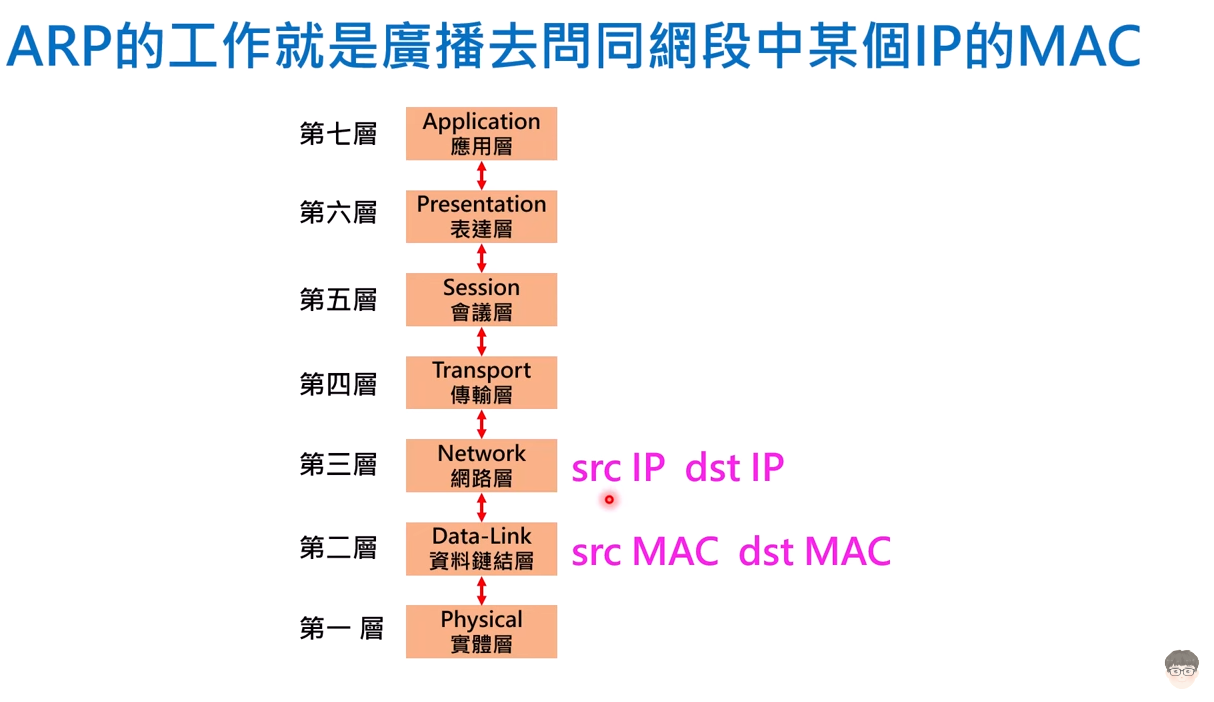 ARP的工作就是廣播去問同網段中某個IP的MAC
第七層
Application
應用層
第六層
Presentation
表達層
第五層
Session
會議層
第四層
Transport
傳輸層
第三層
Network
網路層
src IP dst IP
第二層
Data-Link
資料鏈結層
src MAC dst MAC
第一 層
Physical
實體層